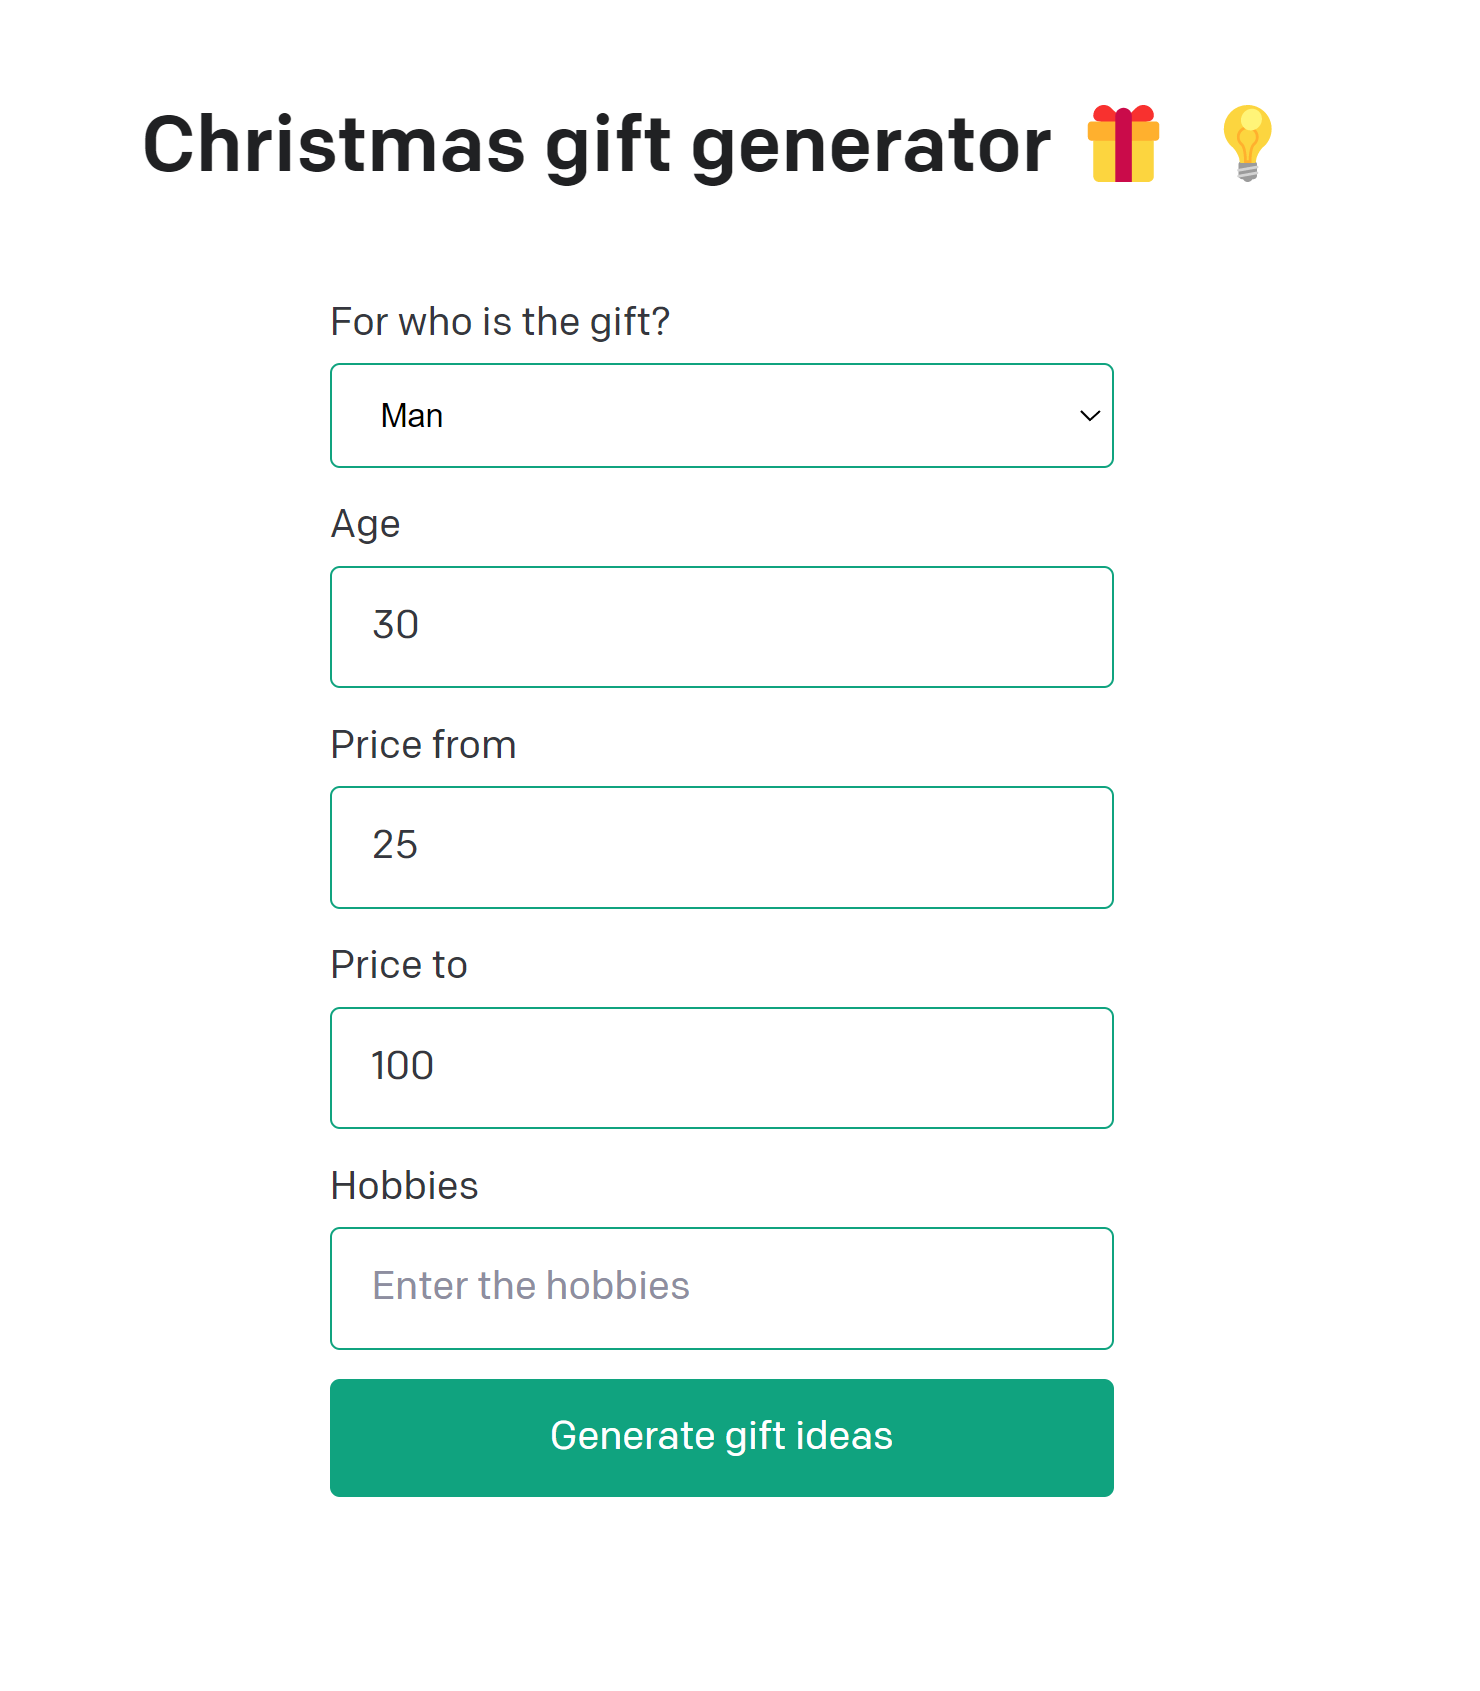 Christmas gift generator 🎁 💡
For who is the gift?
Man
Age
30
Price from
25
Price to
100
Hobbies
Enter the hobbies
Generate gift ideas